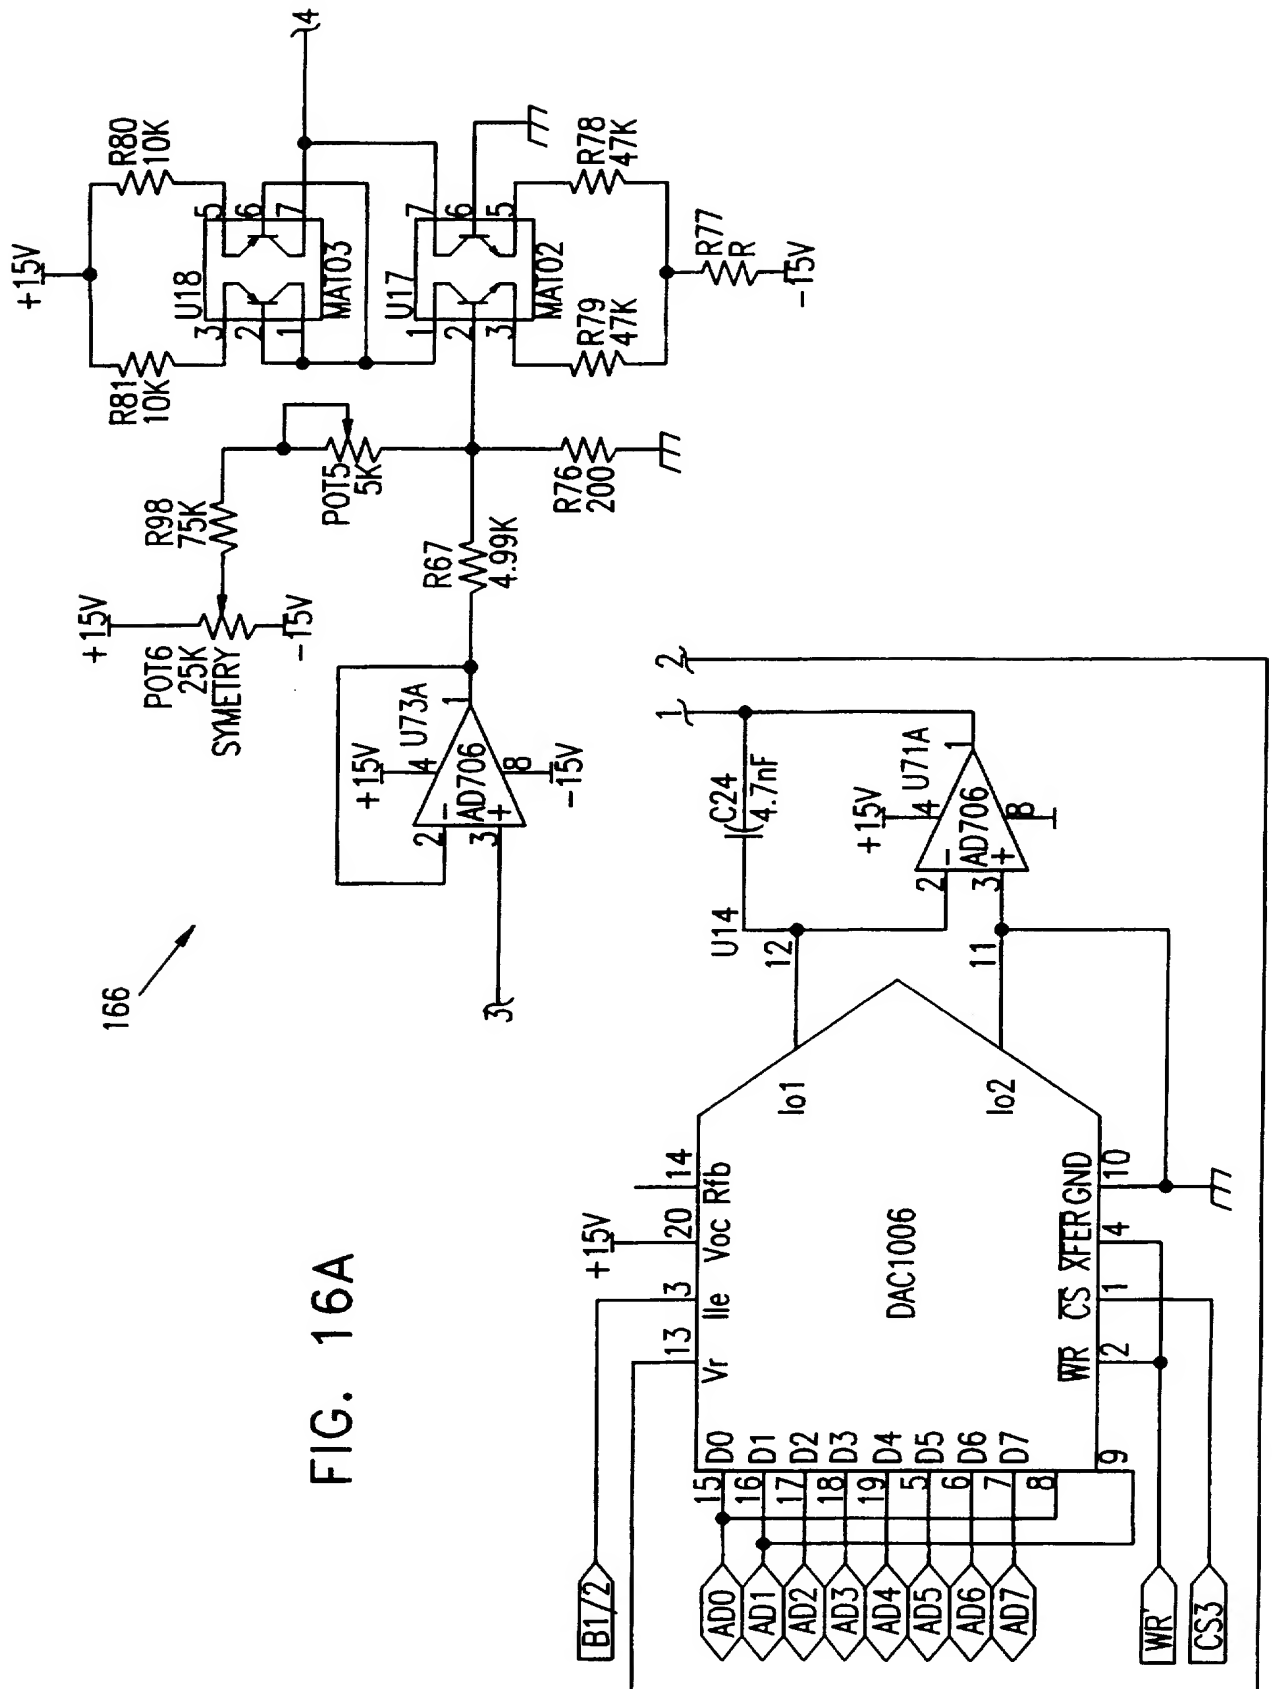 FIG. 16A
166
+15V
R81
10K
R80
10K
U18
MAT03
3
2
1
5
6
7
4
U17
MAT02
1
2
3
7
6
5
R79
47K
R78
47K
R77
R
-15V
+15V
POT6
25K
SYMETRY
-15V
R98
75K
POT5
5K
R67
4.99K
R76
200
3
U73A
AD706
+15V
4
2
-
3
+
1
8
-15V
1
2
C24
4.7nF
U71A
AD706
+15V
4
2
-
3
+
1
8
U14
12
11
Io1
Io2
DAC1006
+15V
13
3
20
14
Vr
Ile
Voc
Rfb
15
D0
16
D1
17
D2
18
D3
19
D4
5
D5
6
D6
7
D7
8
9
WR
CS
XFER
GND
2
1
4
10
B1/2
AD0
AD1
AD2
AD3
AD4
AD5
AD6
AD7
WR'
CS3